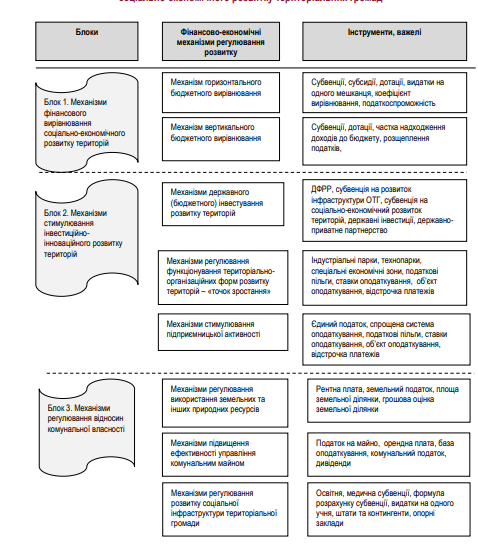 соціально-економічного розвитку територіальних громад
Блоки
Фінансово-економічні
механізми регулювання
розвитку
Інструменти, важелі
Блок 1. Механізми
фінансового
вирівнювання
соціально-економічного
розвитку територій
Механізм горизонтального
бюджетного вирівнювання
Субвенції, субсидії, дотації, видатки на
одного мешканця, коефіцієнт
вирівнювання, податкоспроможність
Механізм вертикального
бюджетного вирівнювання
Субвенції, дотації, частка надходження
доходів до бюджету, розщеплення
податків,
Блок 2. Механізми
стимулювання
інвестиційно-
інноваційного розвитку
територій
Механізми державного
(бюджетного) інвестування
розвитку територій
ДФРР, субвенція на розвиток
інфраструктури ОТГ, субвенція на
соціально-економічний розвиток
територій, державні інвестиції, державно-
приватне партнерство
Механізми регулювання
функціонування територіально-
організаційних форм розвитку
територій – «точок зростання»
Індустріальні парки, технопарки,
спеціальні економічні зони, податкові
пільги, ставки оподаткування, об'єкт
оподаткування, відстрочка платежів
Механізми стимулювання
підприємницької активності
Єдиний податок, спрощена система
оподаткування, податкові пільги, ставки
оподаткування, об'єкт оподаткування,
відстрочка платежів
Блок 3. Механізми
регулювання відносин
комунальної власності
Механізми регулювання
використання земельних та
інших природних ресурсів
Рентна плата, земельний податок, площа
земельної ділянки, грошова оцінка
земельної ділянки
Механізми підвищення
ефективності управління
комунальним майном
Податок на майно, орендна плата, база
оподаткування, комунальний податок,
дивіденди
Механізми регулювання
розвитку соціальної
інфраструктури територіальної
громади
Освітня, медична субвенції, формула
розрахунку субвенції, видатки на одного
учня, штати та контингенти, опорні
заклади